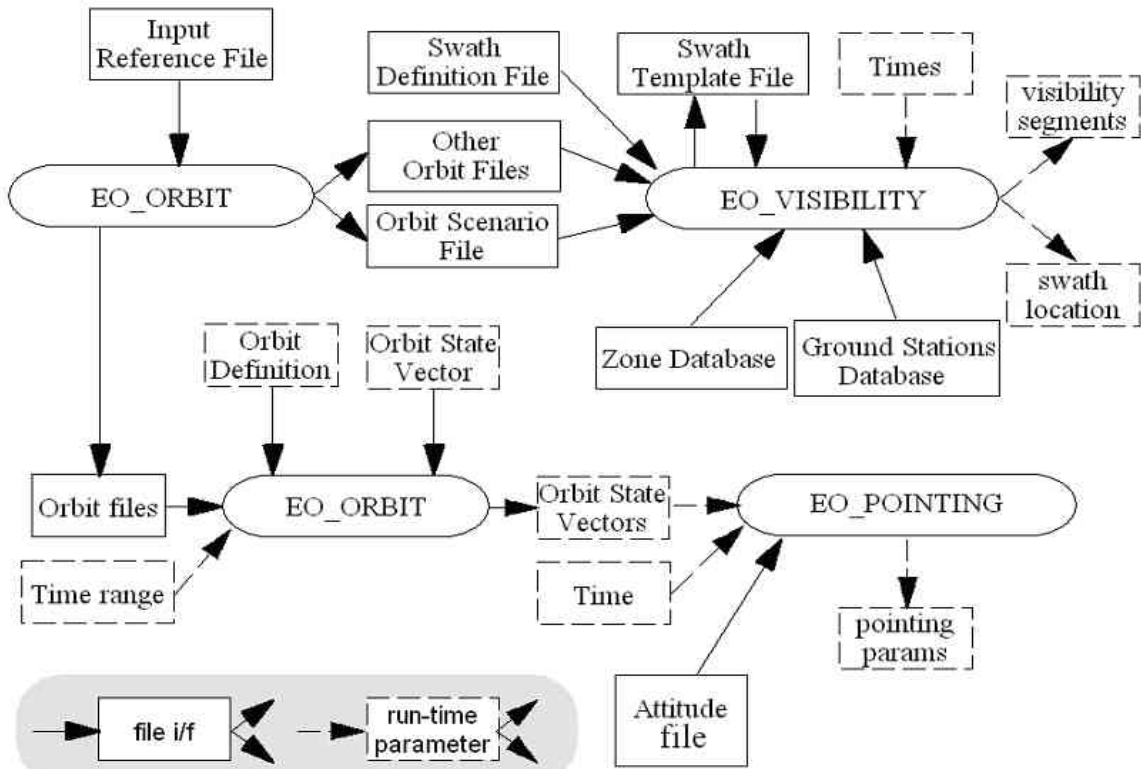 Input
Reference File
Swath
Definition File
Swath
Template File
Times
visibility
segments
Other
Orbit Files
EO_ORBIT
EO_VISIBILITY
Orbit Scenario
File
swath
location
Orbit
Definition
Orbit State
Vector
Zone Database
Ground Stations
Database
Orbit files
EO_ORBIT
Orbit State
Vectors
EO_POINTING
Time range
Time
pointing
params
file i/f
run-time
parameter
Attitude
file